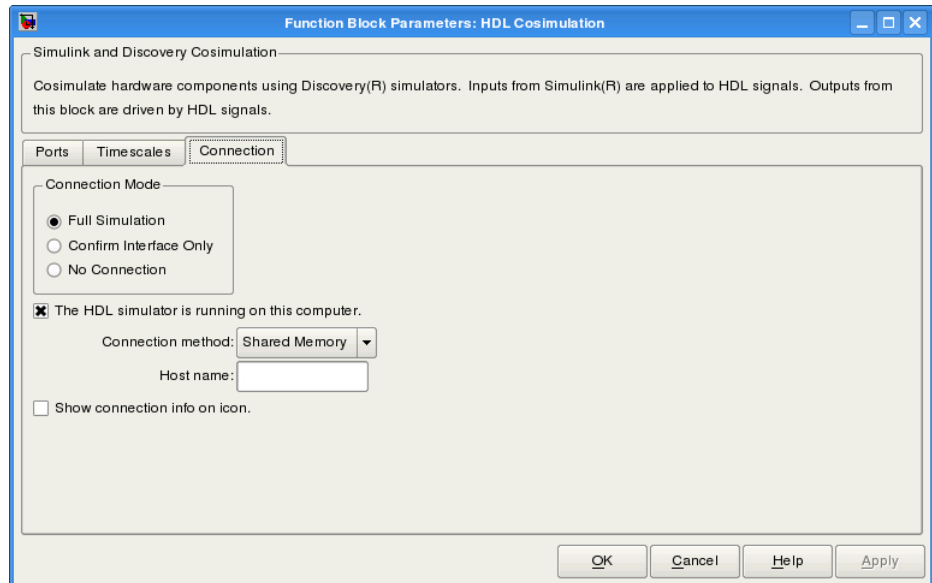 Function Block Parameters: HDL Cosimulation
Simulink and Discovery Cosimulation
Cosimulate hardware components using Discovery(R) simulators. Inputs from Simulink(R) are applied to HDL signals. Outputs from
this block are driven by HDL signals.
Ports Timescales Connection
Connection Mode
Full Simulation
Confirm Interface Only
No Connection
The HDL simulator is running on this computer.
Connection method: Shared Memory
Host name:
Show connection info on icon.
OK Cancel Help Apply